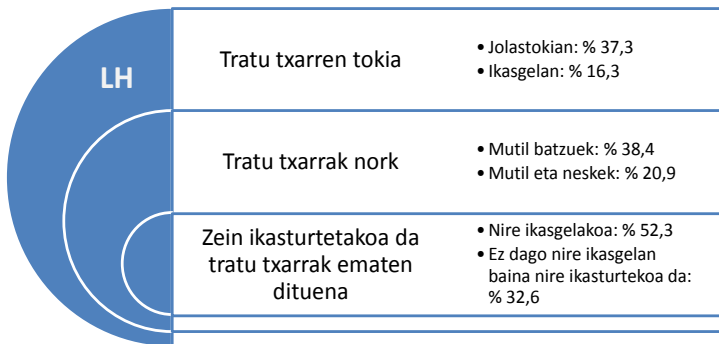 LH
Tratu txarren tokia
• Jolastokian: % 37,3
• Ikasgelan: % 16,3
Tratu txarrak nork
• Mutil batzuek: % 38,4
• Mutil eta neskek: % 20,9
Zein ikasturtetakoa da
tratu txarrak ematen
dituena
• Nire ikasgelakoa: % 52,3
• Ez dago nire ikasgelan
baina nire ikasturtekoa da:
% 32,6